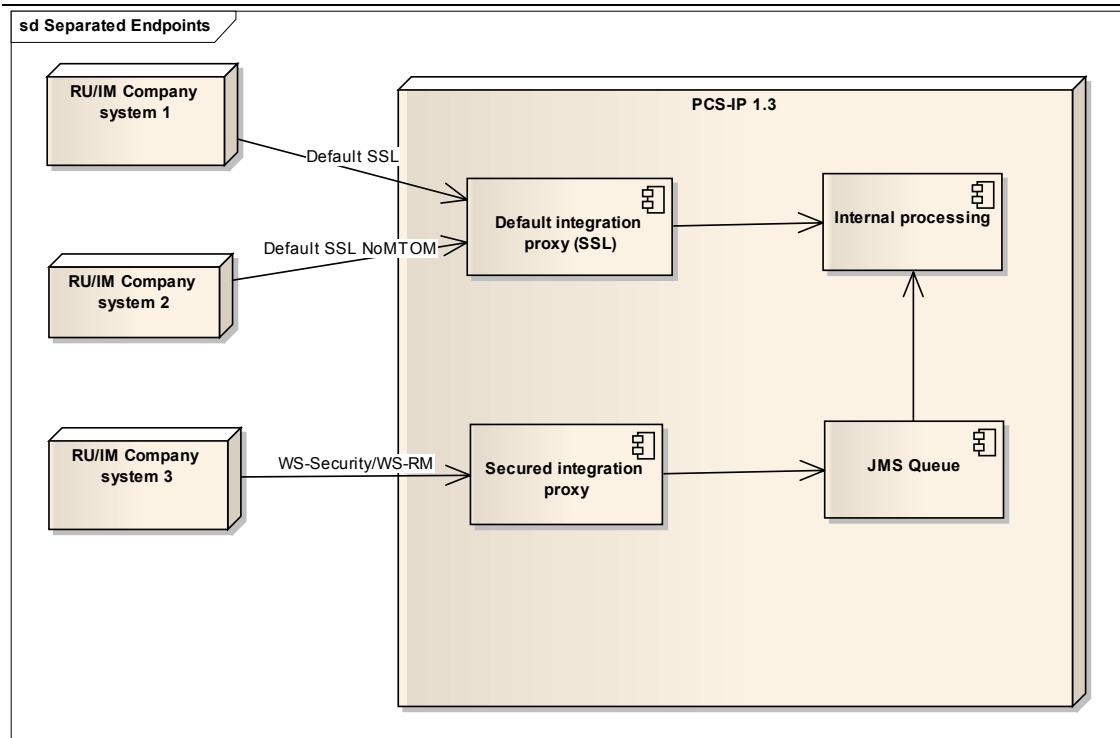 sd Separated Endpoints
RU/IM Company
system 1
PCS-IP 1.3
Default SSL
Default integration
proxy (SSL)
Internal processing
Default SSL NoMTOM
RU/IM Company
system 2
RU/IM Company
system 3
WS-Security/WS-RM
Secured integration
proxy
JMS Queue